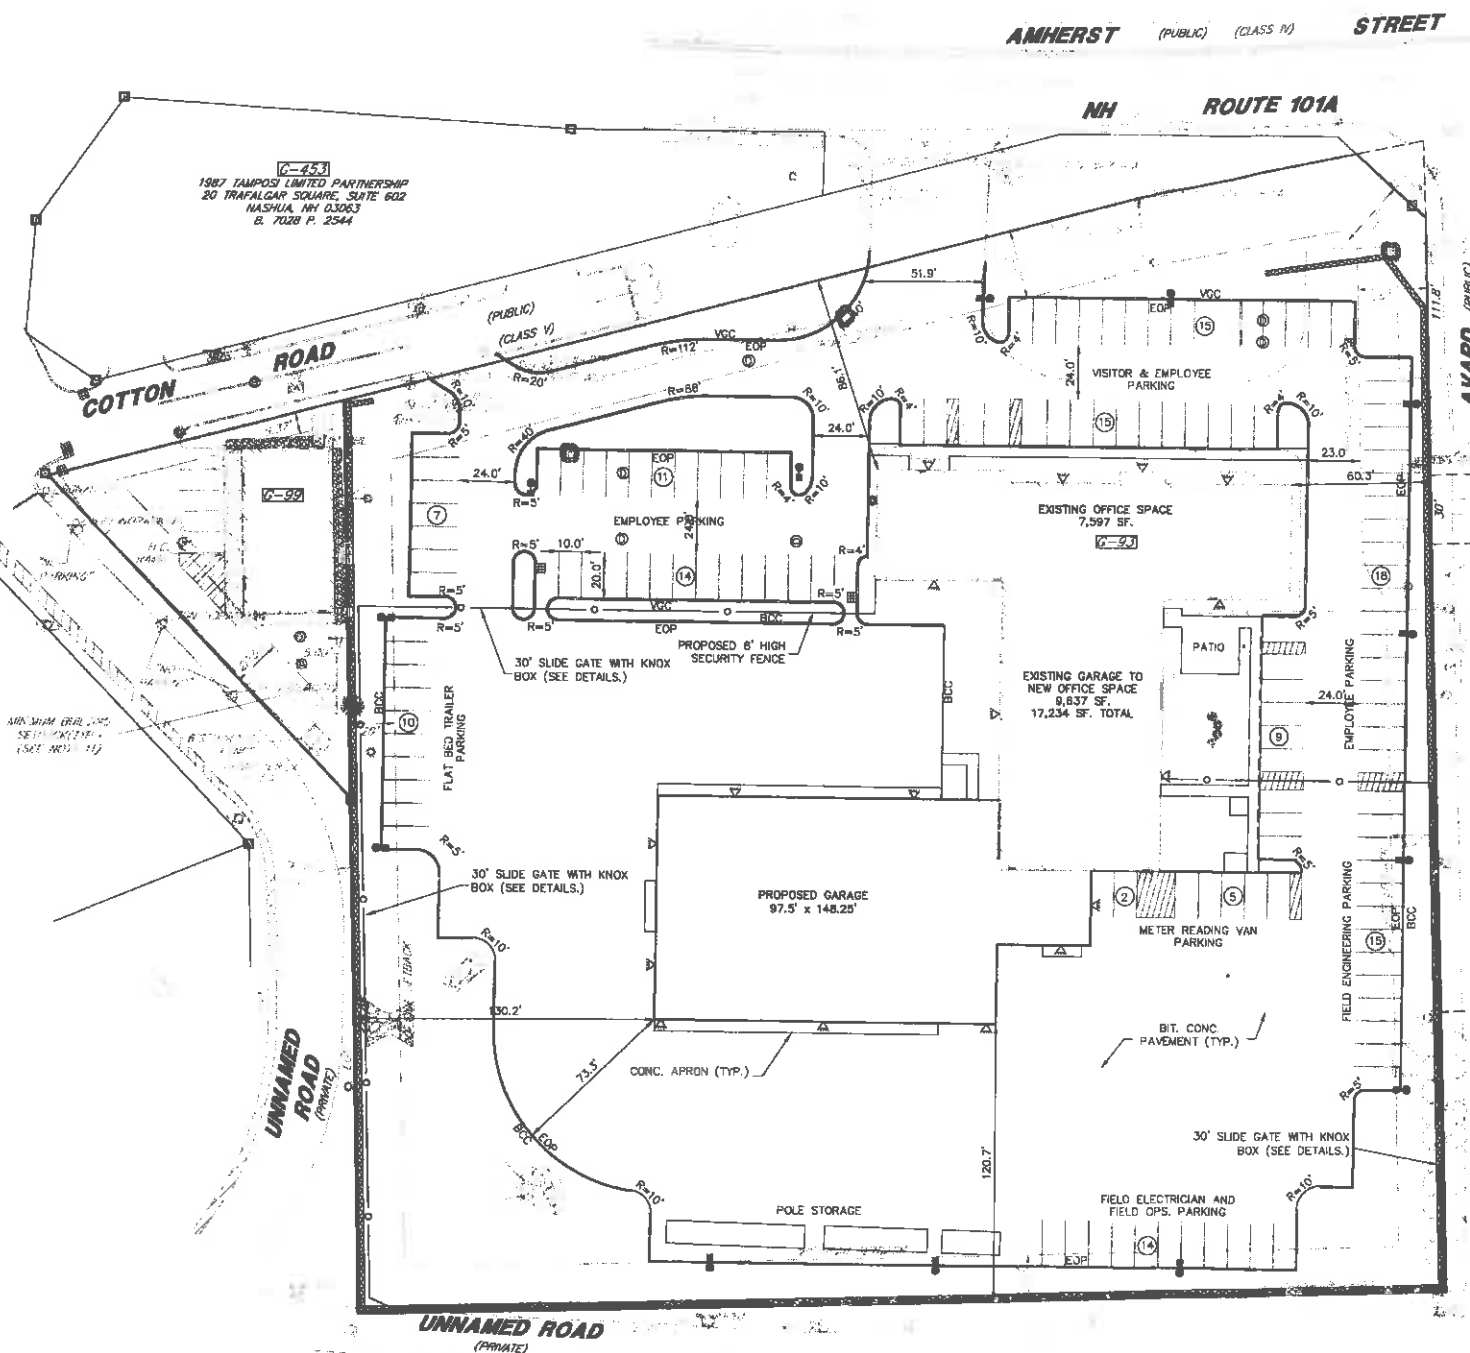 AMHERST (PUBLIC) (CLASS IV) STREET
NH ROUTE 101A
G-453
1987 TAMPOSI LIMITED PARTNERSHIP
20 TRAFALGAR SQUARE, SUITE 602
NASHUA, NH 03063
B. 7028 P. 2544
(PUBLIC)
(CLASS V)
COTTON ROAD
51.9'
VGC
EOP
15
R=10'
R=4'
R=5'
111.8'
(PUBLIC)
24.0'
VISITOR & EMPLOYEE
PARKING
R=112'
VGC
EOP
R=20'
R=88'
R=10'
R=5'
R=40'
R=10'
24.0'
R=10'
R=4'
15
R=4'
R=10'
23.0'
60.3'
EOP
30'
G-99
24.0'
7
R=5'
EOP
11
R=4'
R=10'
EMPLOYEE PARKING
R=5'
10.0'
20.0'
14
R=4'
R=5'
R=5'
R=5'
R=5'
VGC
EOP
BCC
R=5'
R=5'
EXISTING OFFICE SPACE
7,597 SF.
G-93
18
R=5'
PROPOSED 8' HIGH
SECURITY FENCE
30' SLIDE GATE WITH KNOX
BOX (SEE DETAILS.)
PATIO
EXISTING GARAGE TO
NEW OFFICE SPACE
9,637 SF.
17,234 SF. TOTAL
BCC
24.0'
EMPLOYEE PARKING
9
BCC
10
FLAT BED TRAILER
PARKING
R=5'
30' SLIDE GATE WITH KNOX
BOX (SEE DETAILS.)
PROPOSED GARAGE
97.5' x 148.25'
R=5'
2
5
METER READING VAN
PARKING
FIELD ENGINEERING PARKING
15
EOP
BCC
R=10'
130.2'
73.3'
CONC. APRON (TYP.)
BIT. CONC.
PAVEMENT (TYP.)
R=5'
UNNAMED
ROAD
(PRIVATE)
BCC
EOP
30' SLIDE GATE WITH KNOX
BOX (SEE DETAILS.)
120.7'
R=10'
R=10'
POLE STORAGE
FIELD ELECTRICIAN AND
FIELD OPS. PARKING
14
EOP
UNNAMED ROAD
(PRIVATE)